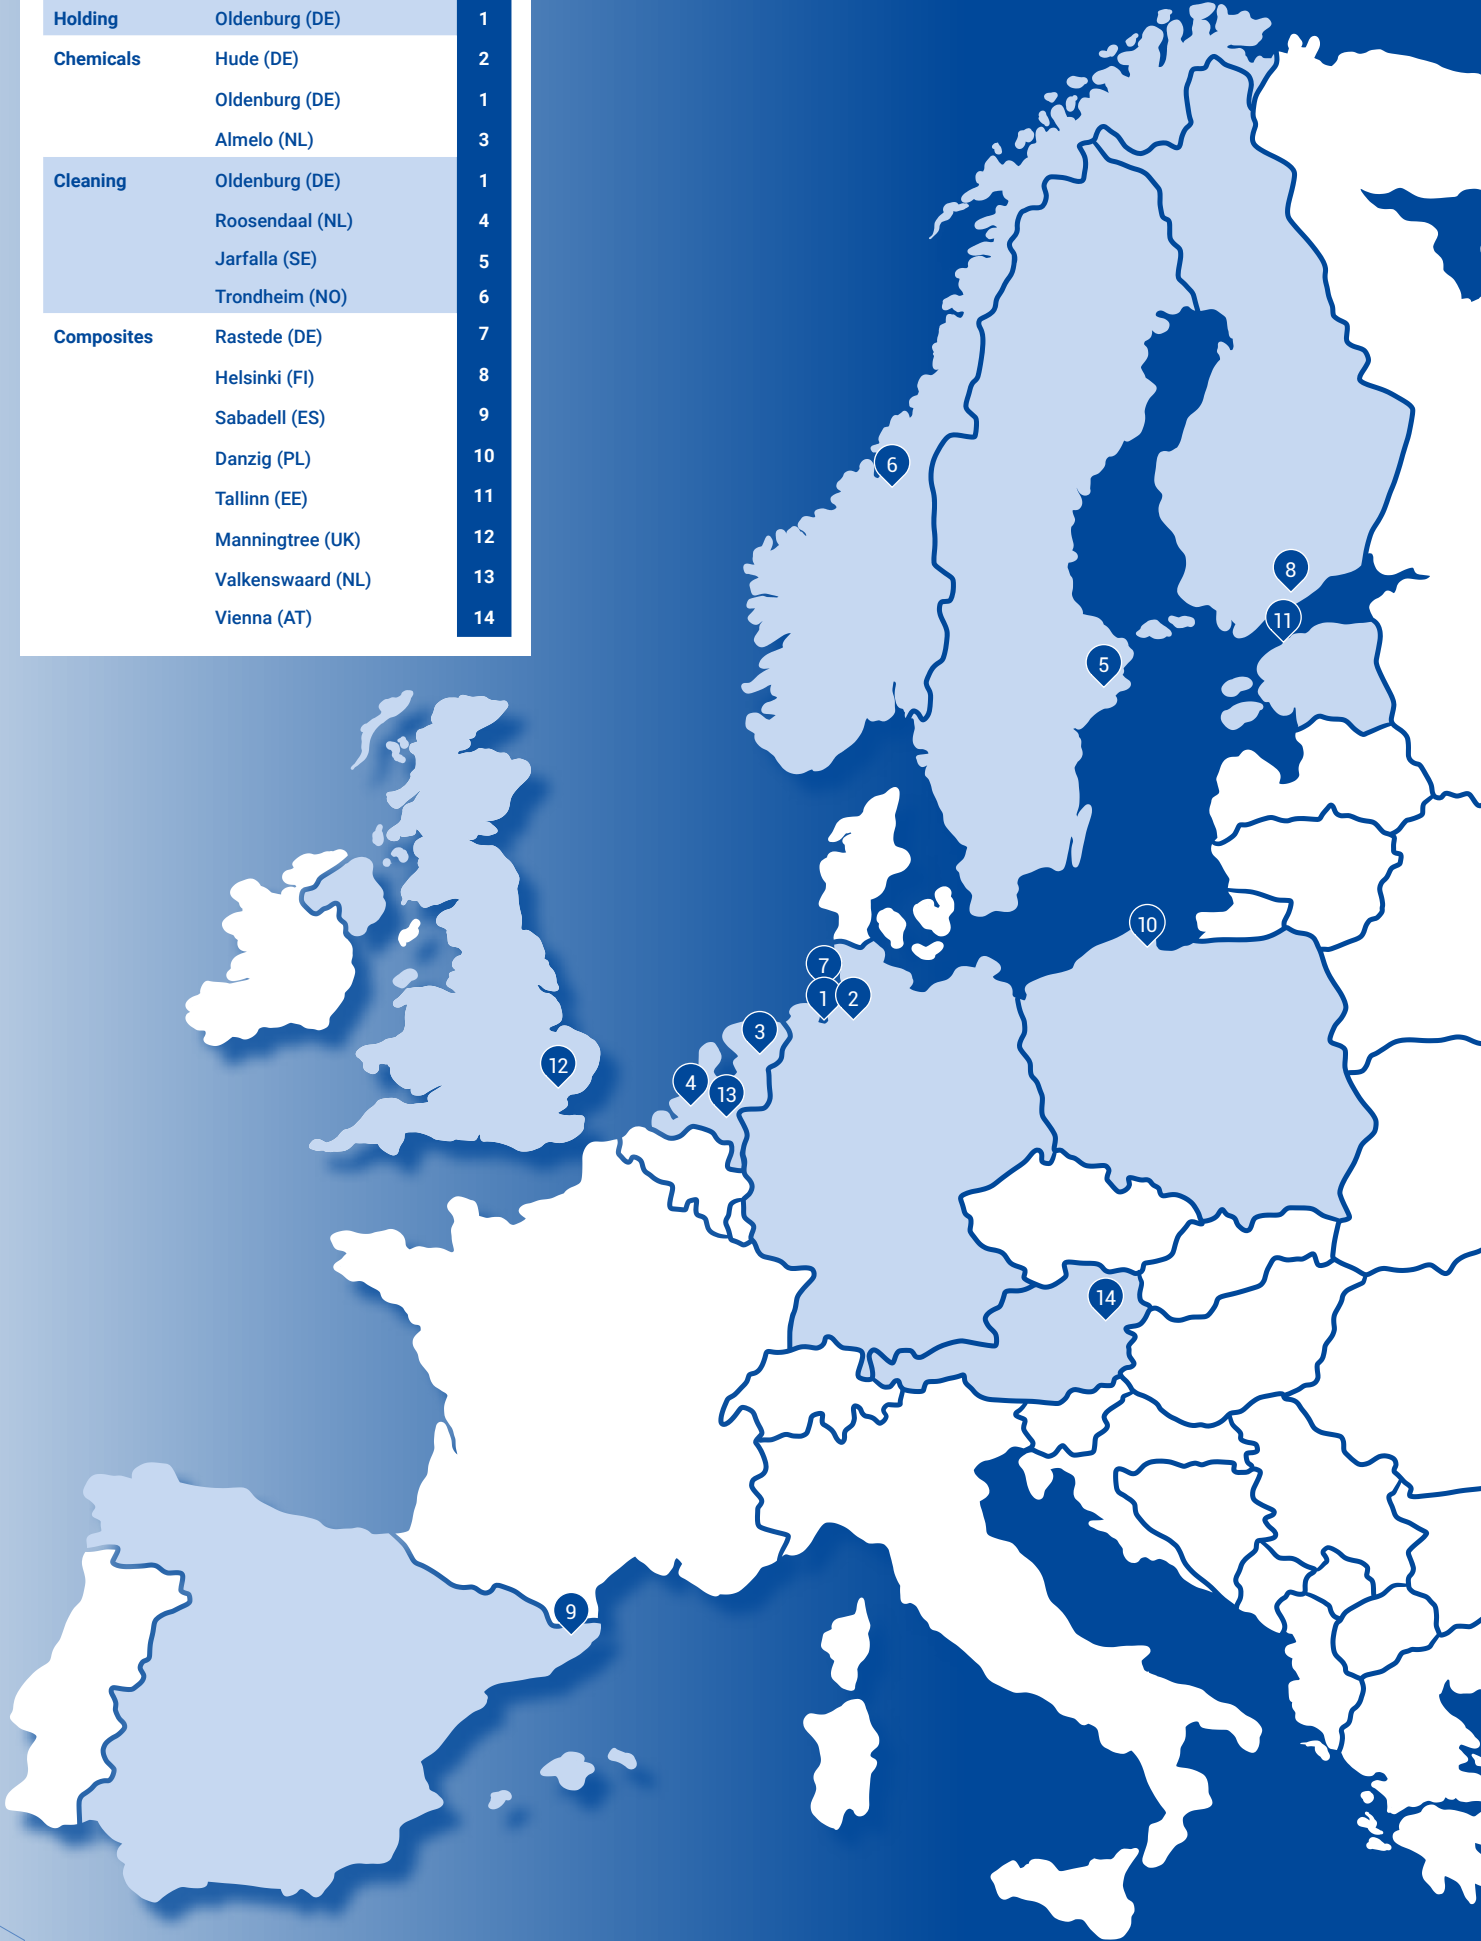 Holding Oldenburg (DE) 1
Chemicals Hude (DE) 2
Oldenburg (DE) 1
Almelo (NL) 3
Cleaning Oldenburg (DE) 1
Roosendaal (NL) 4
Jarfalla (SE) 5
Trondheim (NO) 6
Composites Rastede (DE) 7
Helsinki (FI) 8
Sabadell (ES) 9
Danzig (PL) 10
Tallinn (EE) 11
Manningtree (UK) 12
Valkenswaard (NL) 13
Vienna (AT) 14
6
8
11
5
10
7
1 2
3
12
4
13
14
9